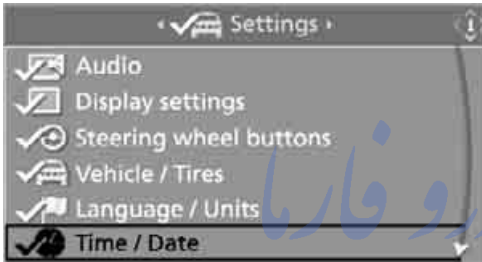 Settings
Audio
Display settings
Steering wheel buttons
Vehicle / Tires
Language / Units
Time / Date